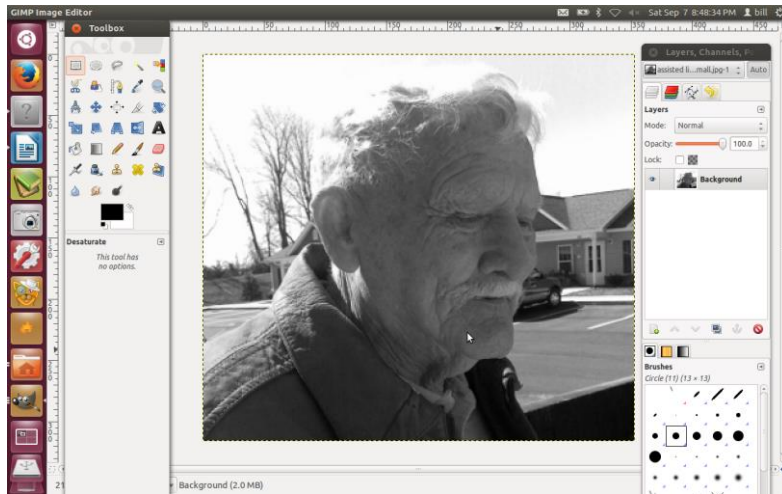 GIMP Image Editor
Sat Sep 7 8:48:34 PM
bill
Toolbox
Desaturate
This tool has
no options.
Layers, Channels,
assisted li...mall.jpg-1
Auto
Layers
Mode: Normal
Opacity: 100.0
Lock:
Background
Brushes
Circle (11) (13 × 13)
Background (2.0 MB)